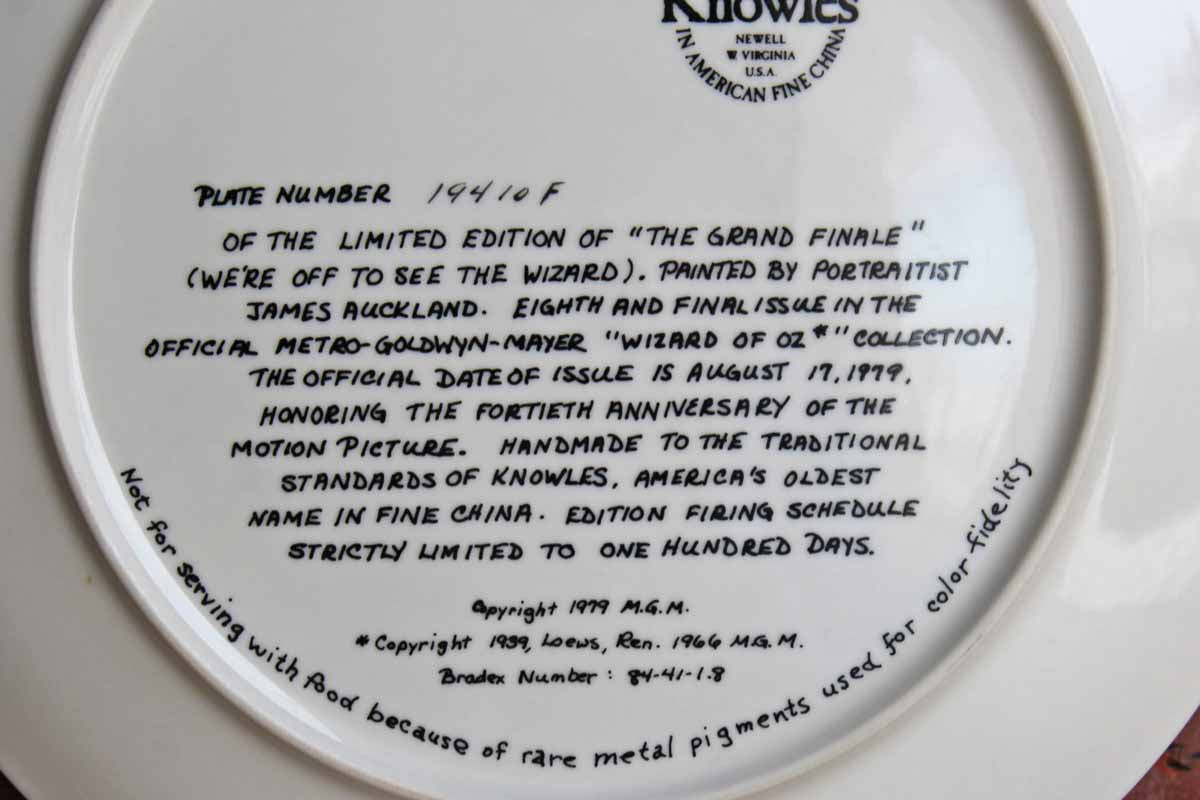 Knowles
NEWELL
W. VIRGINIA
U.S.A.
IN AMERICAN FINE CHINA
PLATE NUMBER 19410F
OF THE LIMITED EDITION OF "THE GRAND FINALE"
(WE'RE OFF TO SEE THE WIZARD). PAINTED BY PORTRAITIST
JAMES AUCKLAND. EIGHTH AND FINAL ISSUE IN THE
OFFICIAL METRO-GOLDWYN-MAYER "WIZARD OF OZ*" COLLECTION.
THE OFFICIAL DATE OF ISSUE IS AUGUST 17, 1979,
HONORING THE FORTIETH ANNIVERSARY OF THE
MOTION PICTURE. HANDMADE TO THE TRADITIONAL
STANDARDS OF KNOWLES, AMERICA'S OLDEST
NAME IN FINE CHINA. EDITION FIRING SCHEDULE
STRICTLY LIMITED TO ONE HUNDRED DAYS.
Copyright 1979 M.G.M.
*Copyright 1939, Loews, Ren. 1966 M.G.M.
Bradex Number: 84-41-1.8
Not for serving with food because of rare metal pigments used for color fidelity